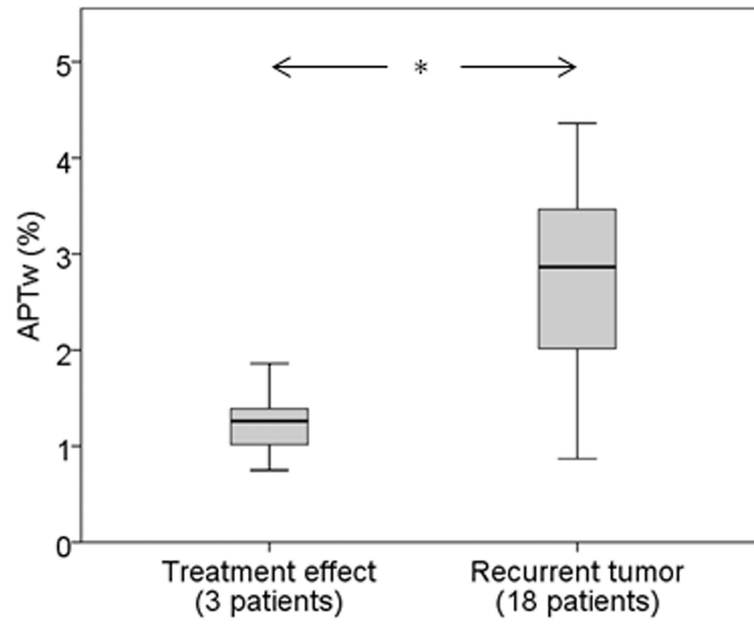 5
*
4
3
2
1
0
APTw (%)
Treatment effect
(3 patients)
Recurrent tumor
(18 patients)